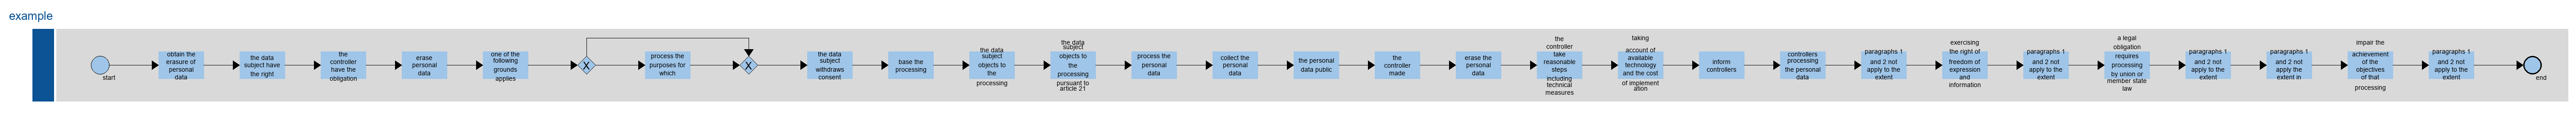 example
start
obtain the
erasure of
personal
data
the data
subject have
the right
the
controller
have the
obligation
erase
personal
data
one of the
following
grounds
applies
X
process the
purposes for
which
X
the data
subject
withdraws
consent
base the
processing
the data
subject
objects to
the
processing
the data
subject
objects to
the
processing
pursuant to
article 21
process the
personal
data
collect the
personal
data
the personal
data public
the
controller
made
erase the
personal
data
the
controller
take
reasonable
steps
including
technical
measures
taking
account of
available
technology
and the cost
of implement
ation
inform
controllers
controllers
processing
the personal
data
paragraphs 1
and 2 not
apply to the
extent
exercising
the right of
freedom of
expression
and
information
paragraphs 1
and 2 not
apply to the
extent
a legal
obligation
requires
processing
by union or
member state
law
paragraphs 1
and 2 not
apply to the
extent
paragraphs 1
and 2 not
apply the
extent in
impair the
achievement
of the
objectives
of that
processing
paragraphs 1
and 2 not
apply to the
extent
end